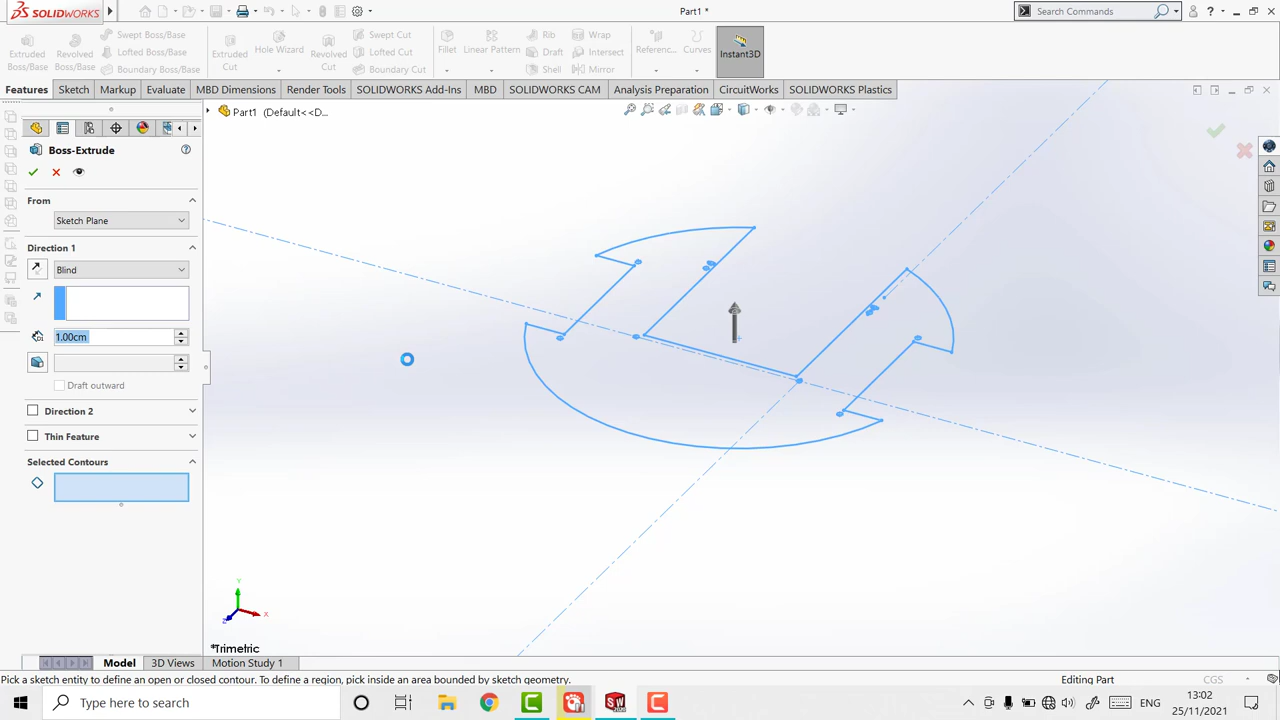 SOLIDWORKS
Part1 *
Search Commands
Extruded Boss/Base
Revolved Boss/Base
Swept Boss/Base
Lofted Boss/Base
Boundary Boss/Base
Extruded Cut
Hole Wizard
Revolved Cut
Swept Cut
Lofted Cut
Boundary Cut
Fillet
Linear Pattern
Rib
Draft
Shell
Wrap
Intersect
Mirror
Referenc...
Curves
Instant3D
Features
Sketch
Markup
Evaluate
MBD Dimensions
Render Tools
SOLIDWORKS Add-Ins
MBD
SOLIDWORKS CAM
Analysis Preparation
CircuitWorks
SOLIDWORKS Plastics
Part1 (Default<<D...
Boss-Extrude
From
Sketch Plane
Direction 1
Blind
1.00cm
Draft outward
Direction 2
Thin Feature
Selected Contours
Y
X
Z
*Trimetric
Model
3D Views
Motion Study 1
Pick a sketch entity to define an open or closed contour. To define a region, pick inside an area bounded by sketch geometry.
Editing Part
CGS
Type here to search
ENG
13:02
25/11/2021